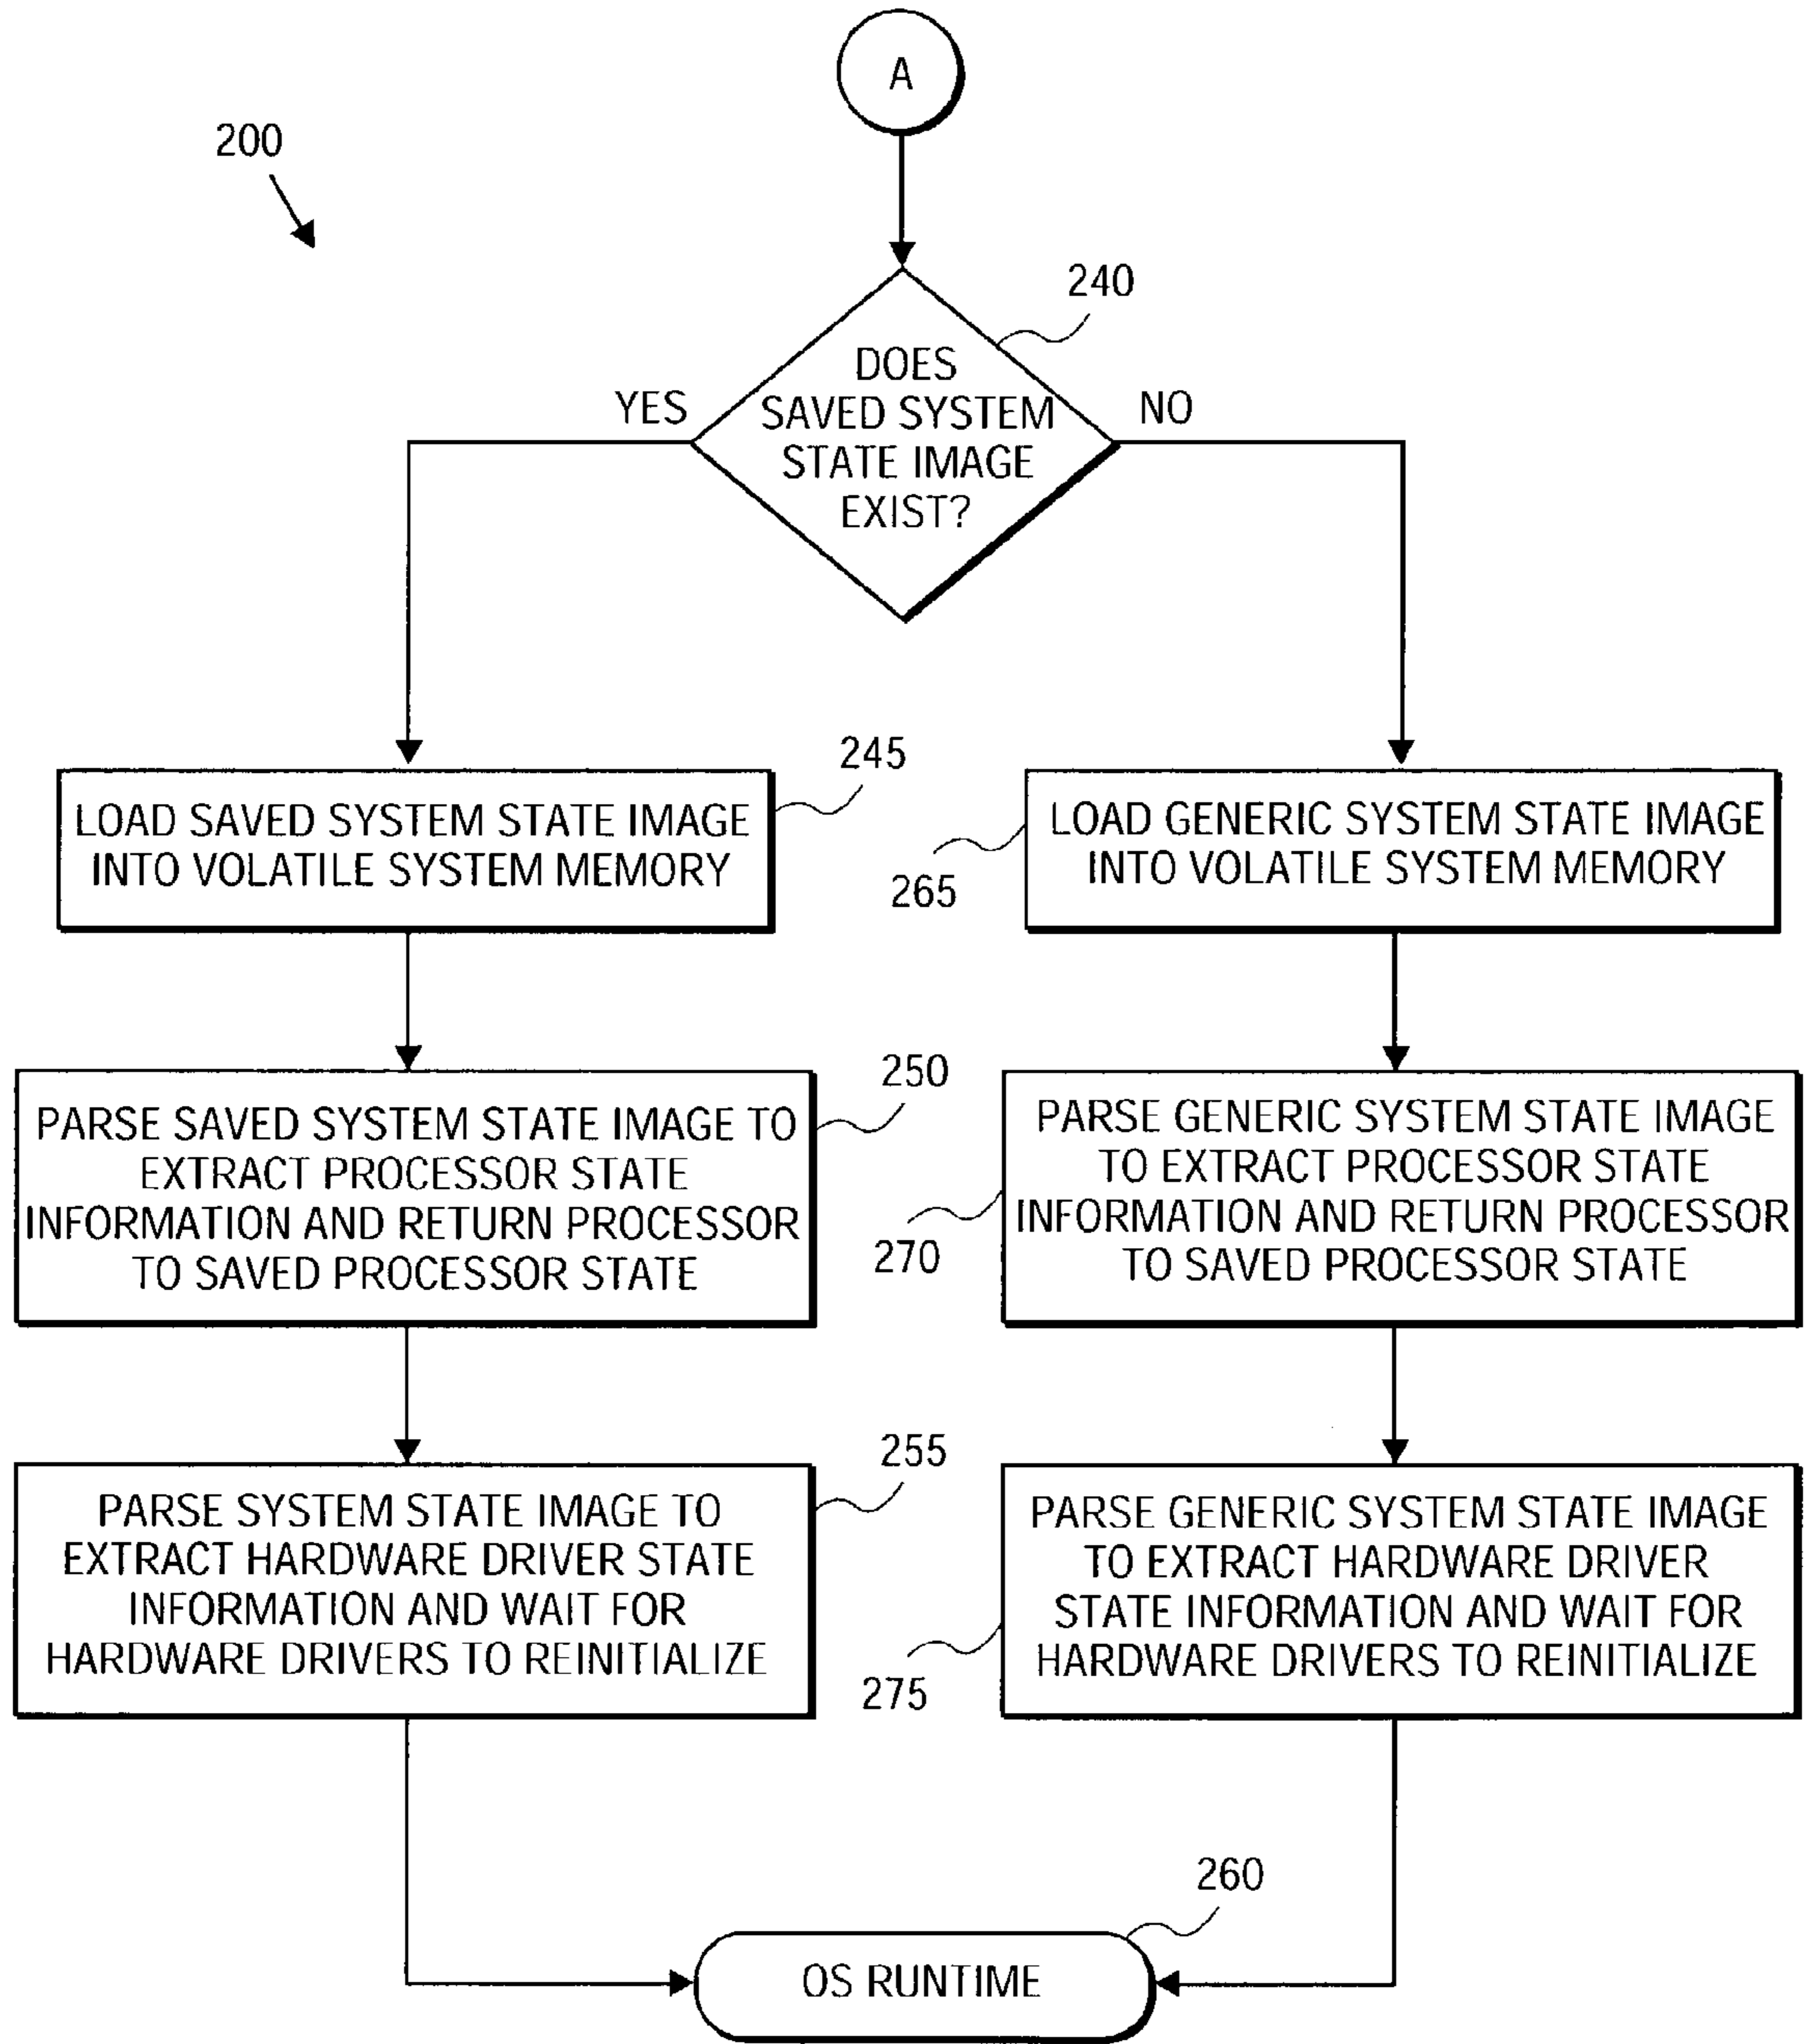 A
200
240
DOES
SAVED SYSTEM
STATE IMAGE
EXIST?
YES
NO
245
LOAD SAVED SYSTEM STATE IMAGE
INTO VOLATILE SYSTEM MEMORY
265
LOAD GENERIC SYSTEM STATE IMAGE
INTO VOLATILE SYSTEM MEMORY
250
PARSE SAVED SYSTEM STATE IMAGE TO
EXTRACT PROCESSOR STATE
INFORMATION AND RETURN PROCESSOR
TO SAVED PROCESSOR STATE
270
PARSE GENERIC SYSTEM STATE IMAGE
TO EXTRACT PROCESSOR STATE
INFORMATION AND RETURN PROCESSOR
TO SAVED PROCESSOR STATE
255
PARSE SYSTEM STATE IMAGE TO
EXTRACT HARDWARE DRIVER STATE
INFORMATION AND WAIT FOR
HARDWARE DRIVERS TO REINITIALIZE
275
PARSE GENERIC SYSTEM STATE IMAGE
TO EXTRACT HARDWARE DRIVER
STATE INFORMATION AND WAIT FOR
HARDWARE DRIVERS TO REINITIALIZE
260
OS RUNTIME